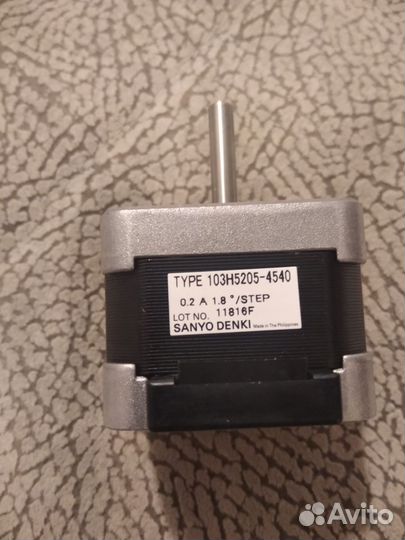 TYPE 103H5205-4540
0.2 A 1.8°/STEP
LOT NO. 11816F
SANYO DENKI Made in The Philippines
Avito